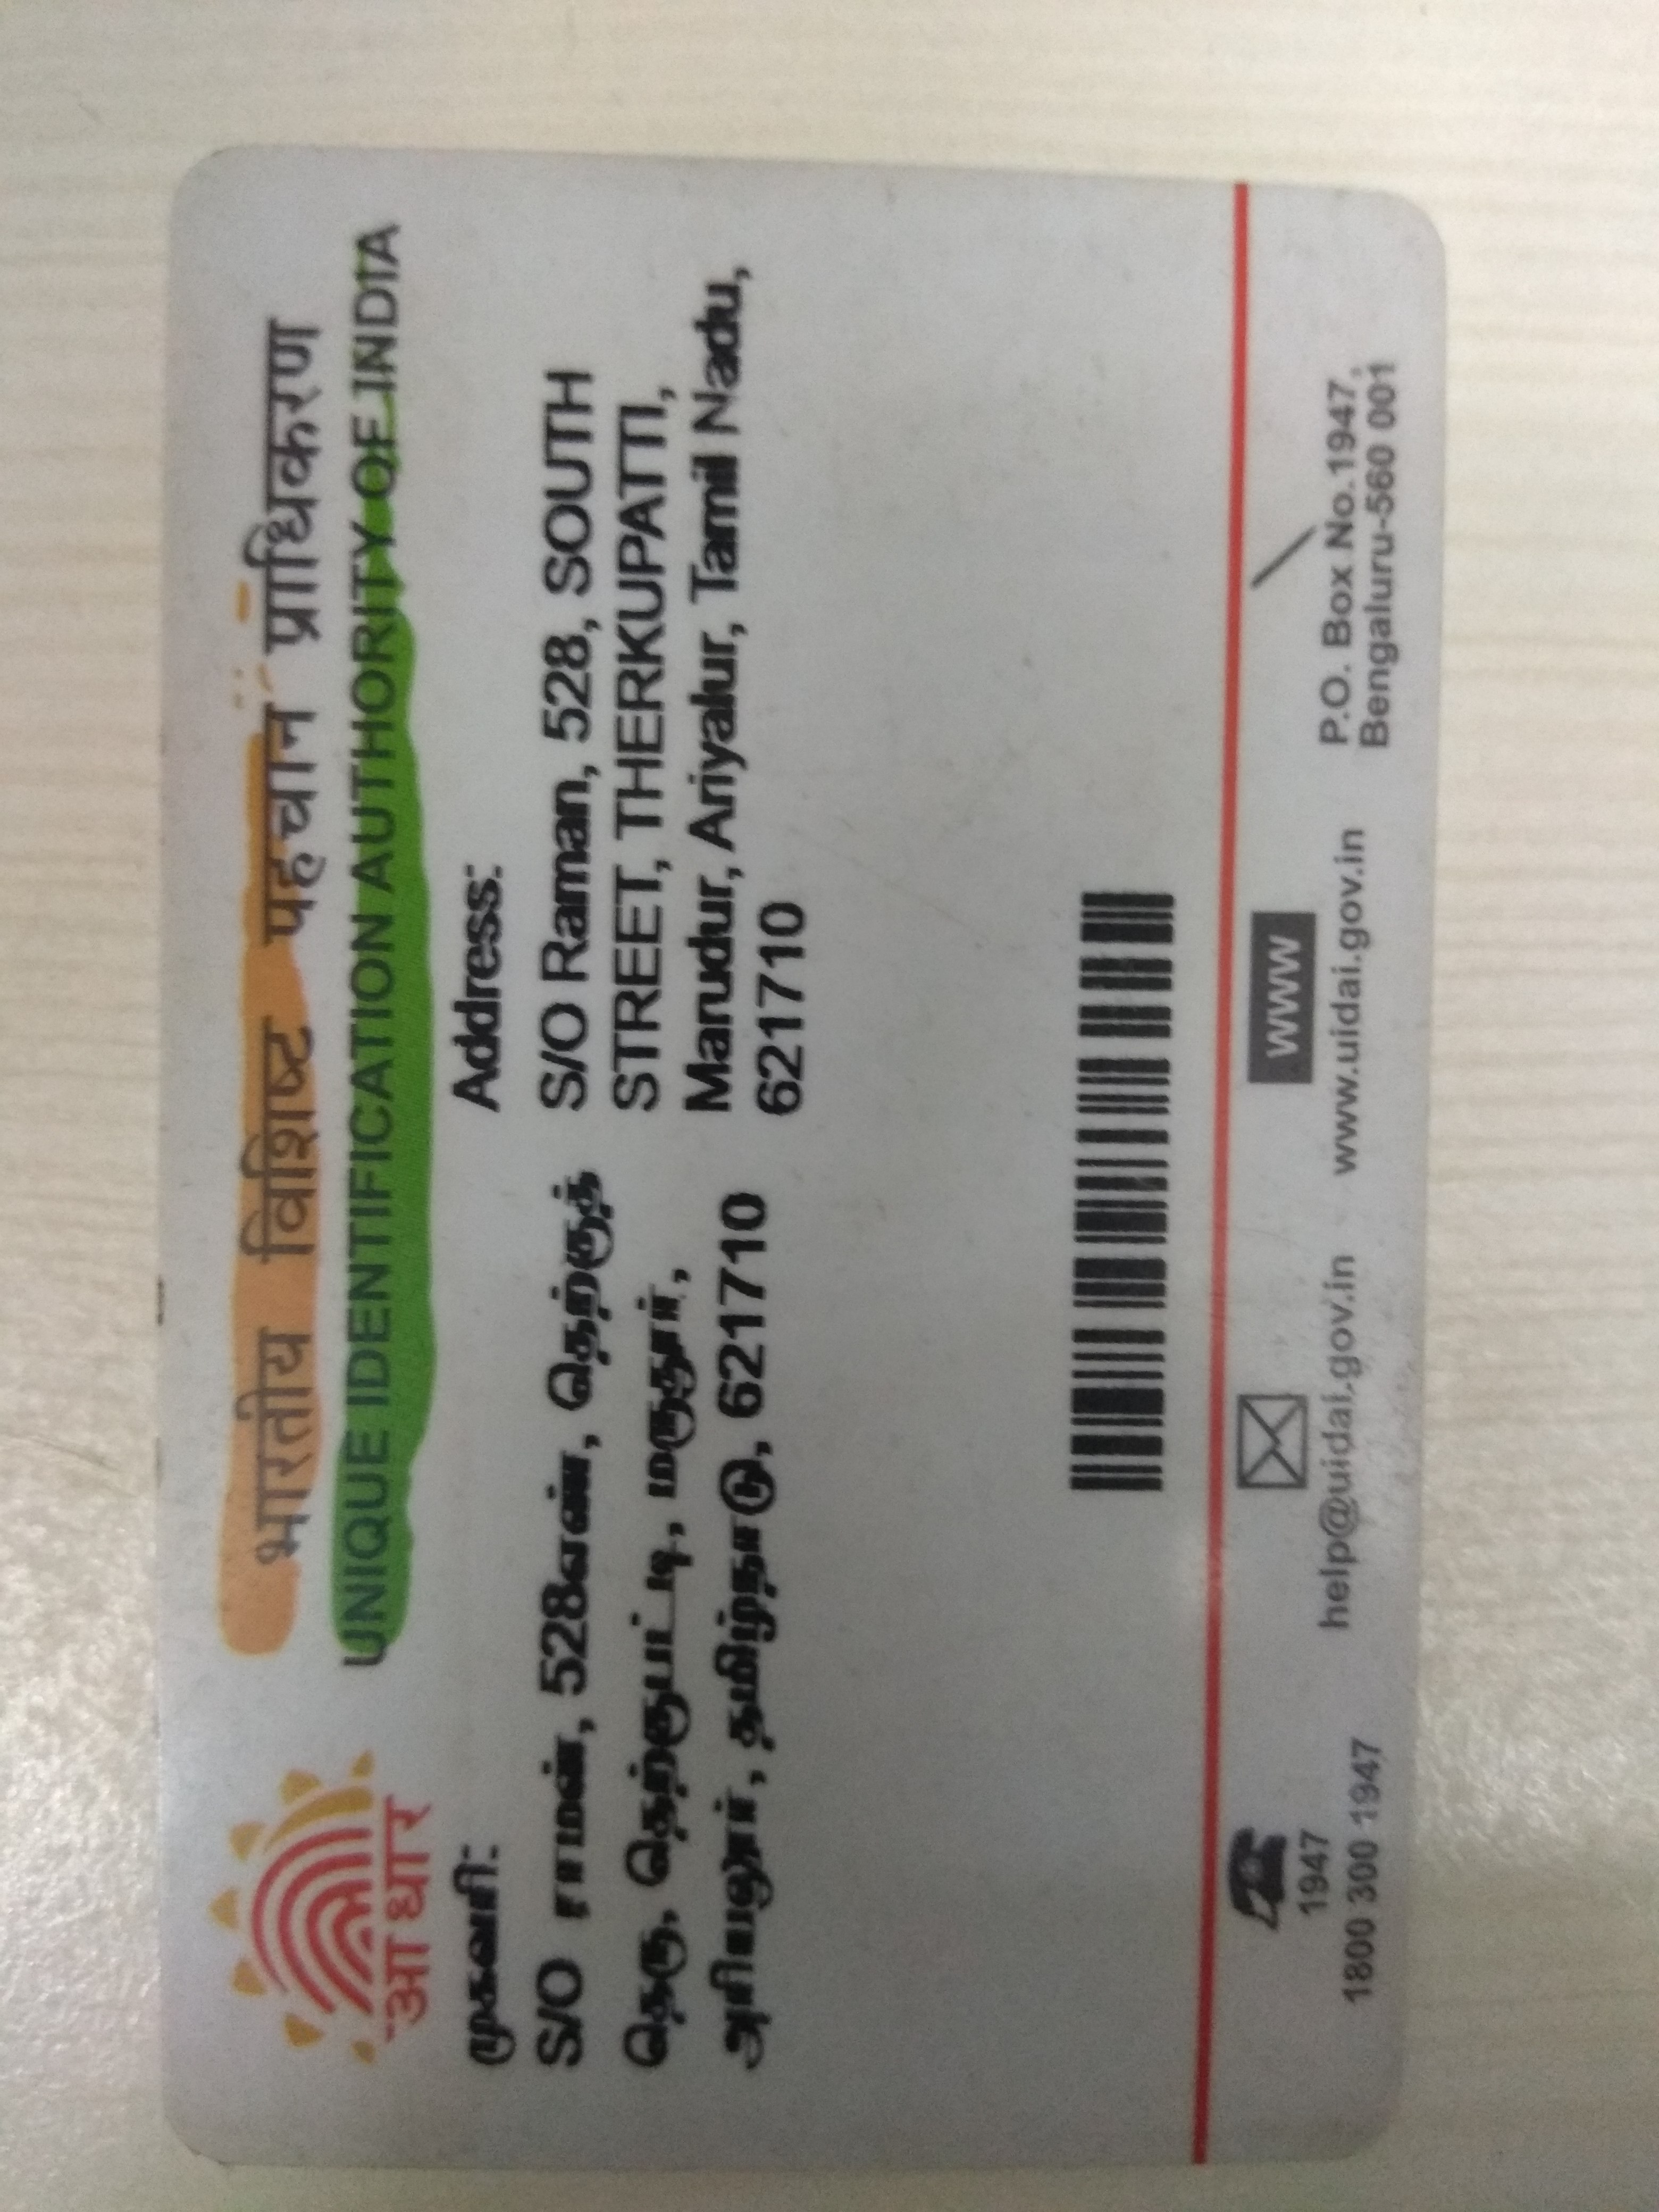 भारतीय विशिष्ट पहचान प्राधिकरण
UNIQUE IDENTIFICATION AUTHORITY OF INDIA
आधार
முகவரி:
S/O ராமன், 528என், தெற்குத்
தெரு, தெற்குபட்டி, மருதூர்,
அரியலூர், தமிழ்நாடு, 621710
Address:
S/O Raman, 528, SOUTH
STREET, THERKUPATTI,
Marudur, Ariyalur, Tamil Nadu,
621710
1947
1800 300 1947
help@uidai.gov.in
WWW
www.uidai.gov.in
P.O. Box No.1947,
Bengaluru-560 001